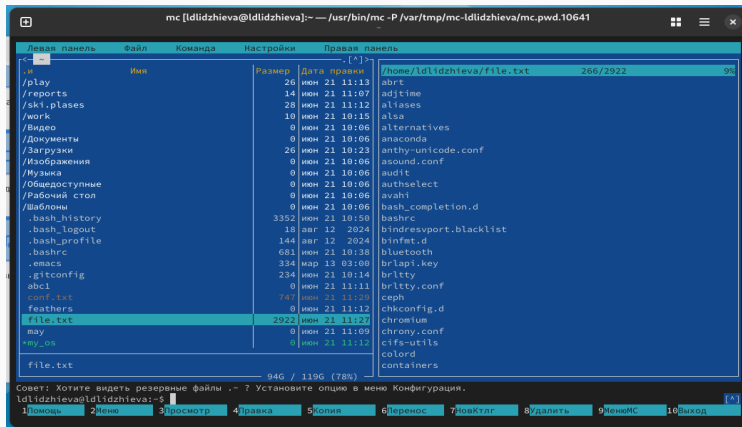 mc [ldlidzhieva@ldlidzhieva]:~ — /usr/bin/mc -P /var/tmp/mc-ldlidzhieva/mc.pwd.10641
~
Левая панель Файл Команда Настройки Правая панель
<─ ~ .[^]>
.и Имя Размер Дата правки
/play 26 июн 21 11:13
/reports 14 июн 21 11:07
/ski.plases 28 июн 21 11:12
/work 10 июн 21 10:15
/Видео 0 июн 21 10:06
/Документы 0 июн 21 10:06
/Загрузки 26 июн 21 10:23
/Изображения 0 июн 21 10:06
/Музыка 0 июн 21 10:06
/Общедоступные 0 июн 21 10:06
/Рабочий стол 0 июн 21 10:06
/Шаблоны 0 июн 21 10:06
.bash_history 3352 июн 21 10:50
.bash_logout 18 авг 12 2024
.bash_profile 144 авг 12 2024
.bashrc 681 июн 21 10:38
.emacs 334 мар 13 03:00
.gitconfig 234 июн 21 10:14
abc1 0 июн 21 11:11
conf.txt 747 июн 21 11:29
feathers 0 июн 21 11:12
file.txt 2922 июн 21 11:27
may 0 июн 21 11:09
*my_os 0 июн 21 11:12
file.txt
94G / 119G (78%)
/home/ldlidzhieva/file.txt 266/2922 9%
abrt
adjtime
aliases
alsa
alternatives
anaconda
anthy-unicode.conf
asound.conf
audit
authselect
avahi
bash_completion.d
bashrc
bindresvport.blacklist
binfmt.d
bluetooth
brlapi.key
brltty
brltty.conf
ceph
chkconfig.d
chromium
chrony.conf
cifs-utils
colord
containers
Совет: Хотите видеть резервные файлы .~ ? Установите опцию в меню Конфигурация.
ldlidzhieva@ldlidzhieva:~$ [^]
1Помощь 2Меню 3Просмотр 4Правка 5Копия 6Перенос 7НовКтлг 8Удалить 9МенюMC 10Выход